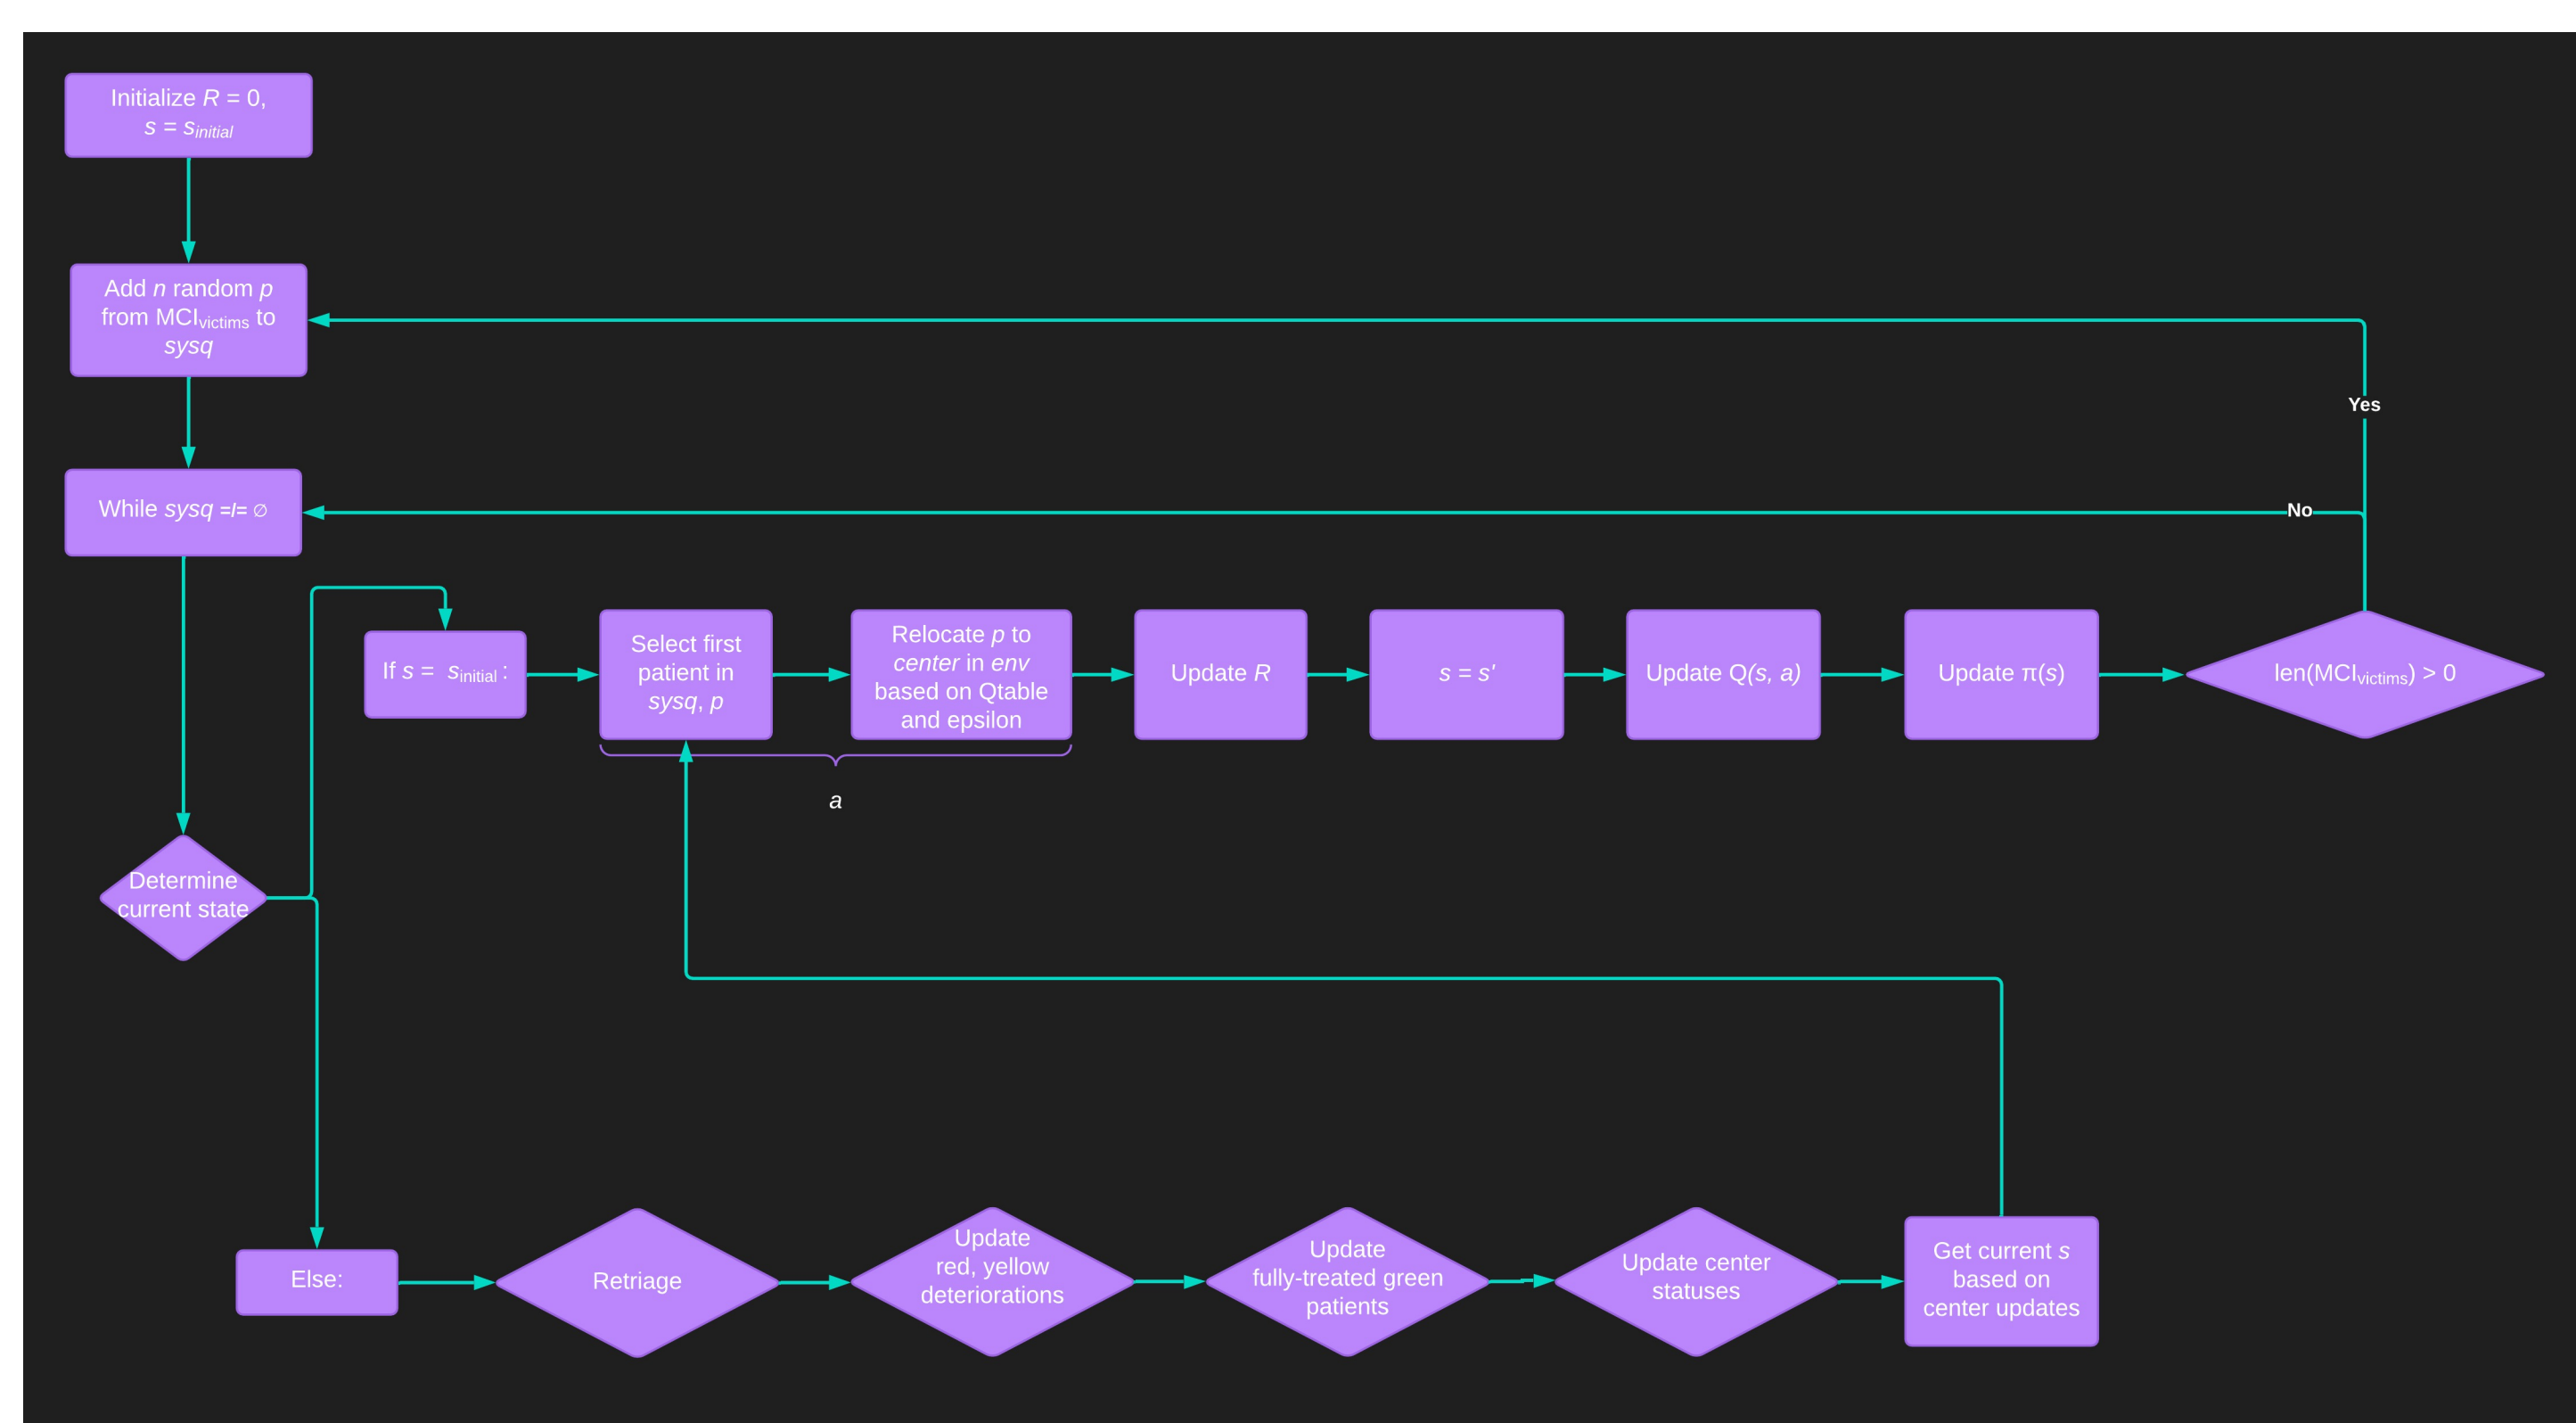 Initialize R = 0,
s = sinitial
Add n random p
from MCIvictims to
sysq
Yes
While sysq =/= ∅
No
If s = sinitial :
Select first
patient in
sysq, p
Relocate p to
center in env
based on Qtable
and epsilon
Update R
s = s'
Update Q(s, a)
Update π(s)
len(MCIvictims) > 0
a
Determine
current state
Else:
Retriage
Update
red, yellow
deteriorations
Update
fully-treated green
patients
Update center
statuses
Get current s
based on
center updates